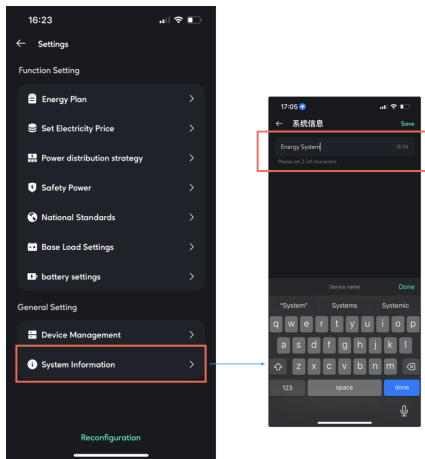 16:23
Settings
Function Setting
Energy Plan
Set Electricity Price
Power distribution strategy
Safety Power
National Standards
Base Load Settings
battery settings
General Setting
Device Management
System Information
Reconfiguration
17:05
系统信息 Save
Energy System 13/24
Please set 2-24 characters
Device name Done
"System" Systems Systemic
q w e r t y u i o p
a s d f g h j k l
z x c v b n m
123 space done